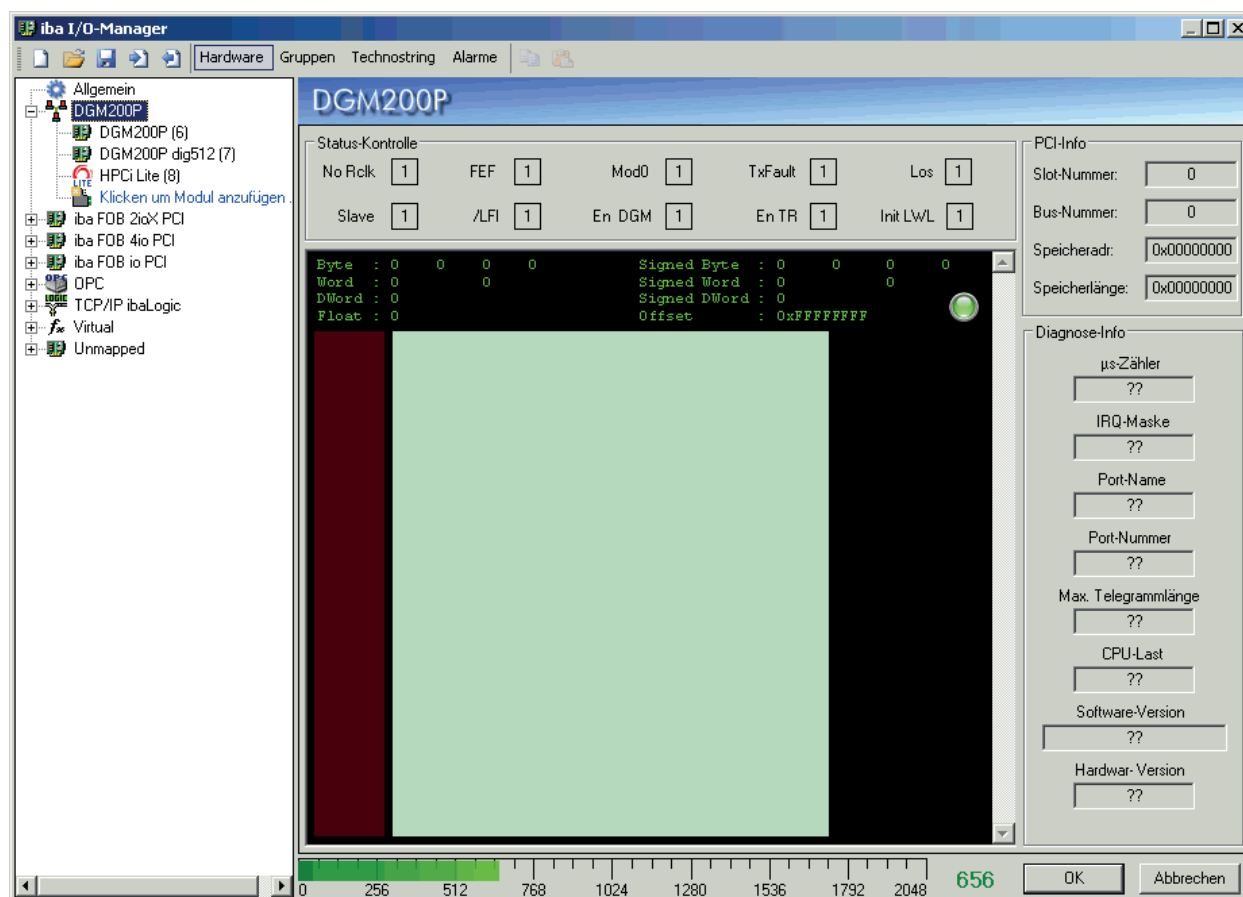 iba I/O-Manager
Hardware Gruppen Technostring Alarme
Allgemein
DGM200P
DGM200P (6)
DGM200P dig512 (7)
LITE HPCi Lite (8)
Klicken um Modul anzufügen .
iba FOB 2ioX PCI
iba FOB 4io PCI
iba FOB io PCI
OPC OPC
LOGIC TCP/IP ibaLogic
fx Virtual
Unmapped
DGM200P
Status-Kontrolle
No Rclk 1 FEF 1 Mod0 1 TxFault 1 Los 1
Slave 1 /LFI 1 En DGM 1 En TR 1 Init LWL 1
Byte : 0 0 0 0 Signed Byte : 0 0 0 0
Word : 0 0 Signed Word : 0 0
DWord : 0 Signed DWord : 0
Float : 0 Offset : 0xFFFFFFFF
PCI-Info
Slot-Nummer: 0
Bus-Nummer: 0
Speicheradr: 0x00000000
Speicherlänge: 0x00000000
Diagnose-Info
µs-Zähler
??
IRQ-Maske
??
Port-Name
??
Port-Nummer
??
Max. Telegrammlänge
??
CPU-Last
??
Software-Version
??
Hardwar- Version
??
0 256 512 768 1024 1280 1536 1792 2048 656
OK Abbrechen